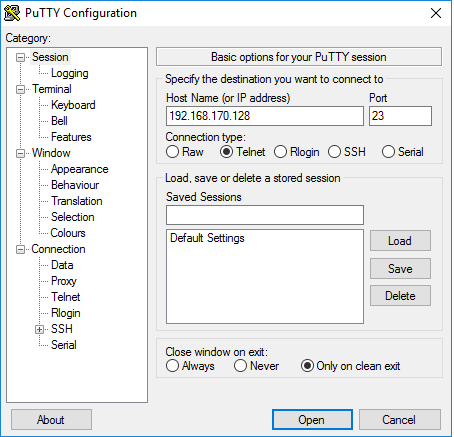 PuTTY Configuration
Category:
Session
Logging
Terminal
Keyboard
Bell
Features
Window
Appearance
Behaviour
Translation
Selection
Colours
Connection
Data
Proxy
Telnet
Rlogin
SSH
Serial
Basic options for your PuTTY session
Specify the destination you want to connect to
Host Name (or IP address) Port
192.168.170.128 23
Connection type:
Raw Telnet Rlogin SSH Serial
Load, save or delete a stored session
Saved Sessions
Default Settings
Load
Save
Delete
Close window on exit:
Always Never Only on clean exit
About Open Cancel